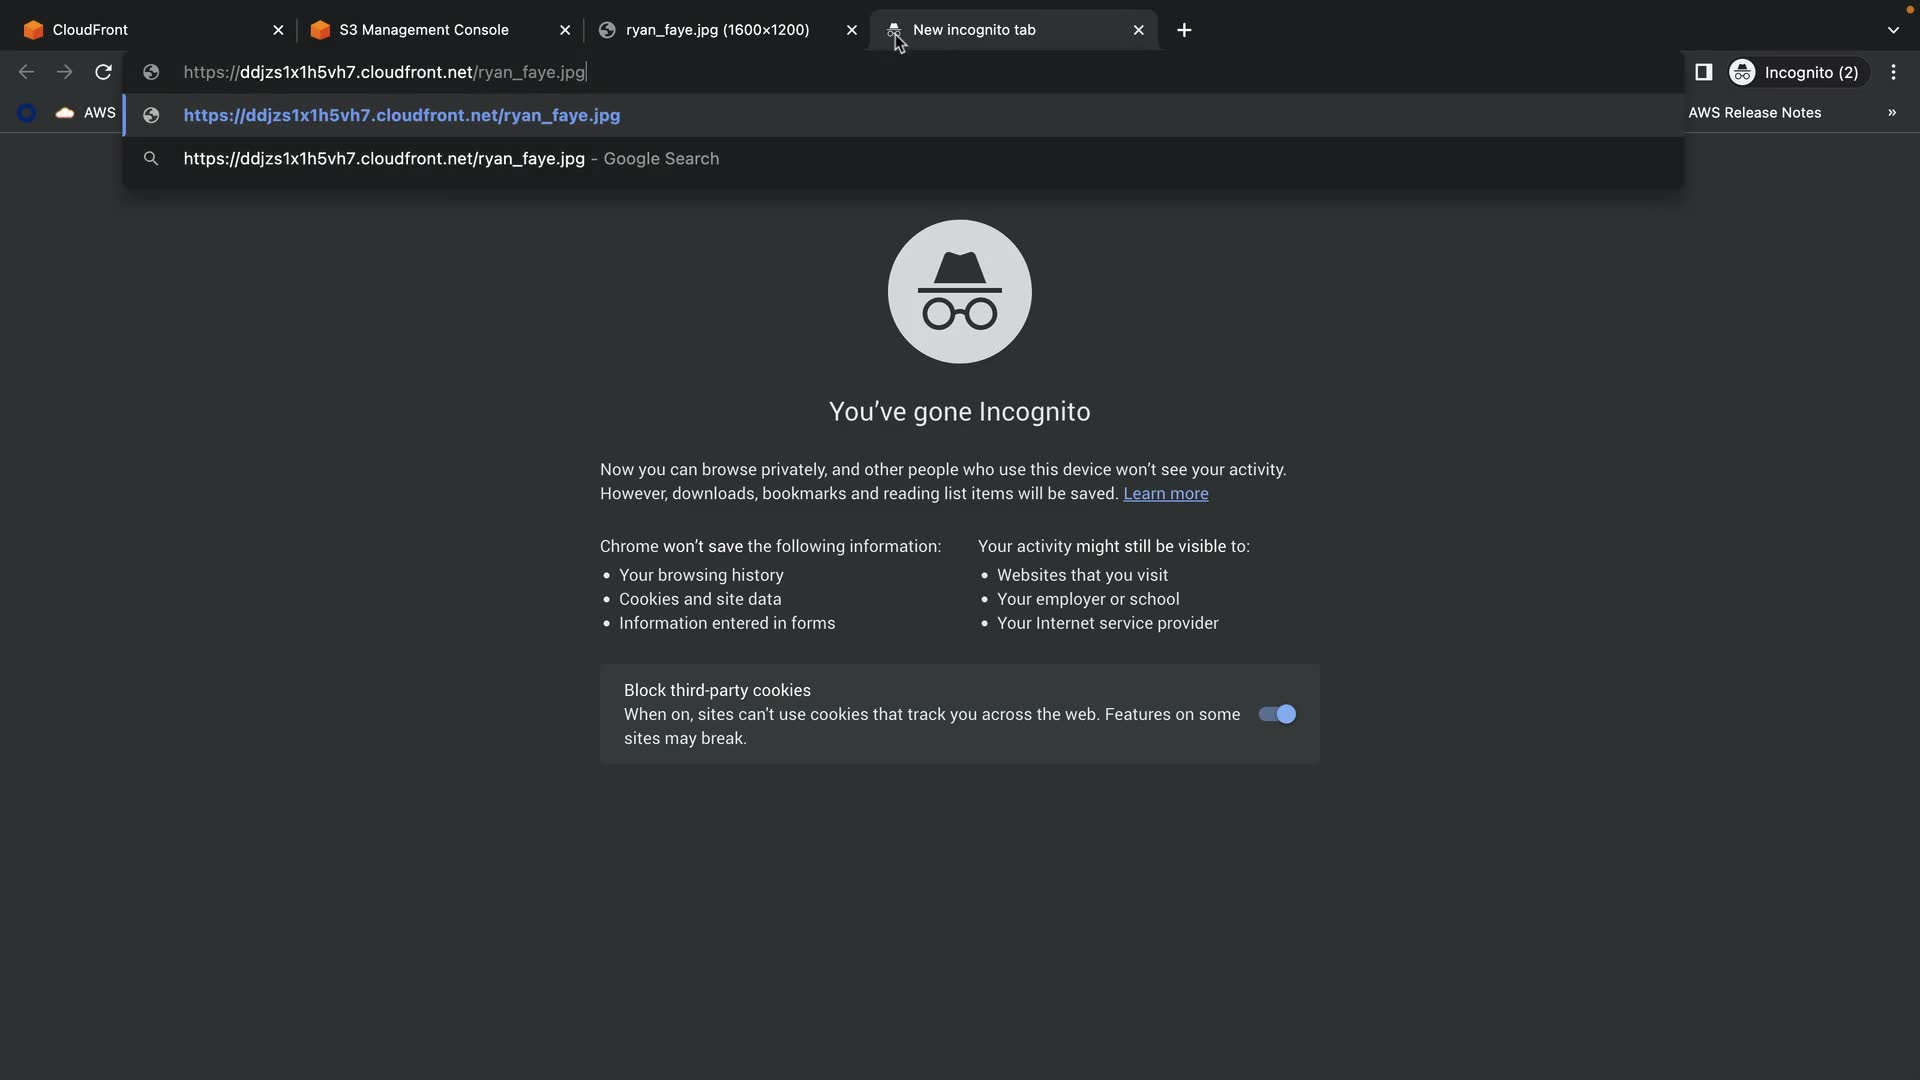 CloudFront
S3 Management Console
ryan_faye.jpg (1600×1200)
New incognito tab
https://ddjzs1x1h5vh7.cloudfront.net/ryan_faye.jpg
Incognito (2)
AWS
https://ddjzs1x1h5vh7.cloudfront.net/ryan_faye.jpg
AWS Release Notes
»
https://ddjzs1x1h5vh7.cloudfront.net/ryan_faye.jpg - Google Search
You've gone Incognito
Now you can browse privately, and other people who use this device won't see your activity.
However, downloads, bookmarks and reading list items will be saved. Learn more
Chrome won't save the following information:
• Your browsing history
• Cookies and site data
• Information entered in forms
Your activity might still be visible to:
• Websites that you visit
• Your employer or school
• Your Internet service provider
Block third-party cookies
When on, sites can't use cookies that track you across the web. Features on some
sites may break.